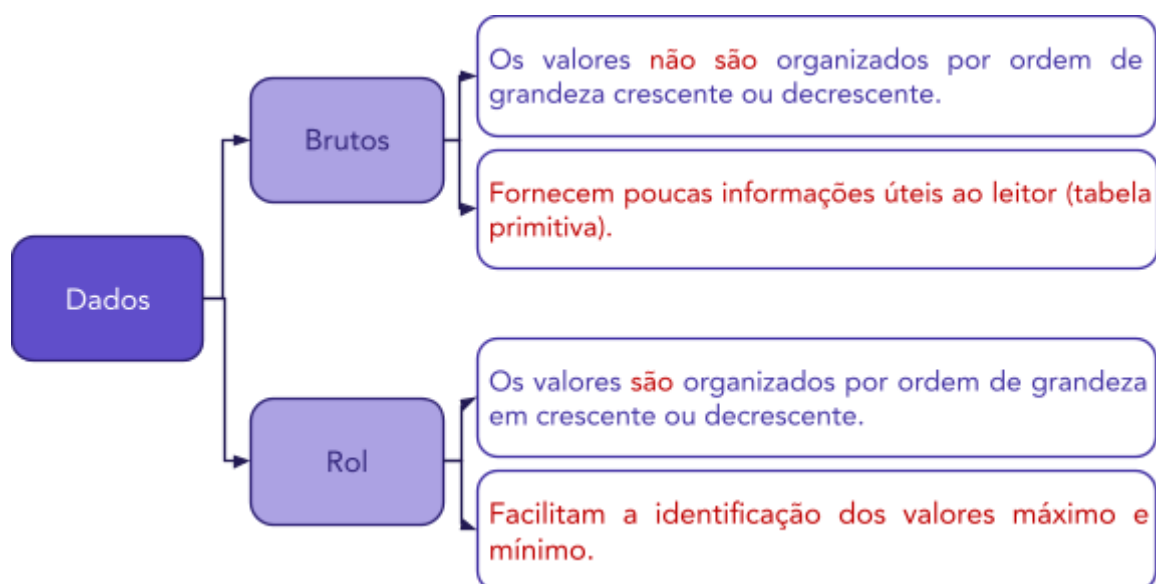 Os valores não são organizados por ordem de
grandeza crescente ou decrescente.
Brutos
Fornecem poucas informações úteis ao leitor (tabela
primitiva).
Dados
Os valores são organizados por ordem de grandeza
em crescente ou decrescente.
Rol
Facilitam a identificação dos valores máximo e
mínimo.